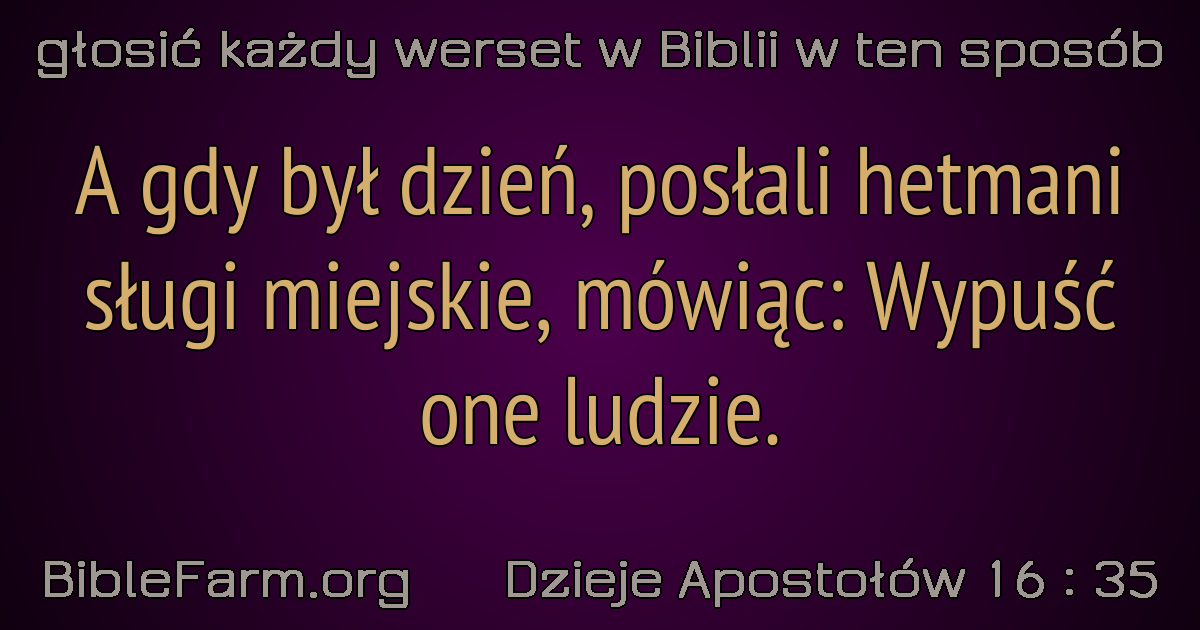 głosić każdy werset w Biblii w ten sposób
A gdy był dzień, posłali hetmani
sługi miejskie, mówiąc: Wypuść
one ludzie.
BibleFarm.org Dzieje Apostołów 16 : 35